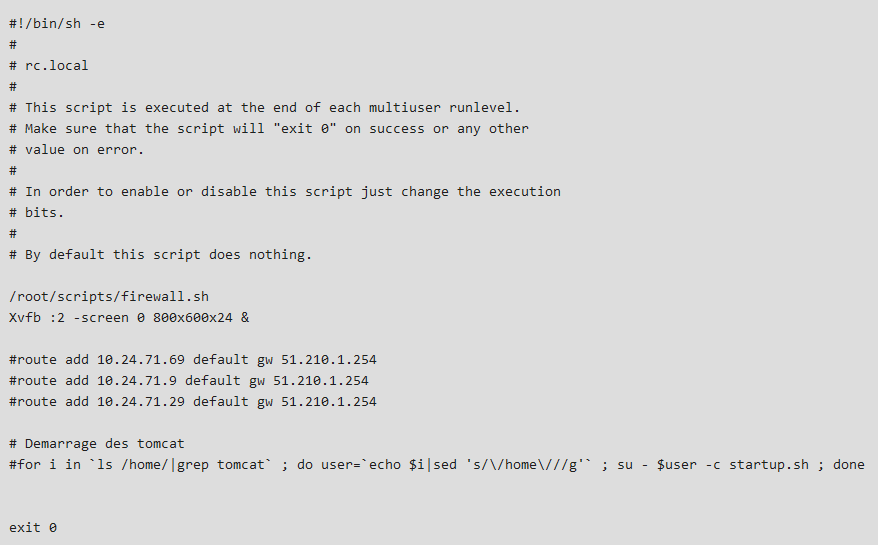 #!/bin/sh -e
#
# rc.local
#
# This script is executed at the end of each multiuser runlevel.
# Make sure that the script will "exit 0" on success or any other
# value on error.
#
# In order to enable or disable this script just change the execution
# bits.
#
# By default this script does nothing.
/root/scripts/firewall.sh
Xvfb :2 -screen 0 800x600x24 &
#route add 10.24.71.69 default gw 51.210.1.254
#route add 10.24.71.9 default gw 51.210.1.254
#route add 10.24.71.29 default gw 51.210.1.254
# Demarrage des tomcat
#for i in `ls /home/|grep tomcat` ; do user=`echo $i|sed 's/\/home\///g'` ; su - $user -c startup.sh ; done
exit 0